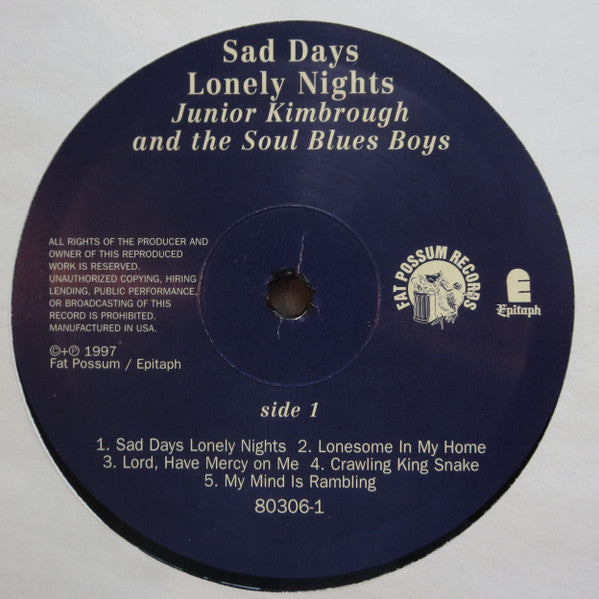 Sad Days
Lonely Nights
Junior Kimbrough
and the Soul Blues Boys
ALL RIGHTS OF THE PRODUCER AND
OWNER OF THIS REPRODUCED
WORK IS RESERVED.
UNAUTHORIZED COPYING, HIRING
LENDING, PUBLIC PERFORMANCE,
OR BROADCASTING OF THIS
RECORD IS PROHIBITED.
MANUFACTURED IN USA.
©+℗ 1997
Fat Possum / Epitaph
FAT POSSUM RECORDS
E
Epitaph
side 1
1. Sad Days Lonely Nights 2. Lonesome In My Home
3. Lord, Have Mercy on Me 4. Crawling King Snake
5. My Mind Is Rambling
80306-1